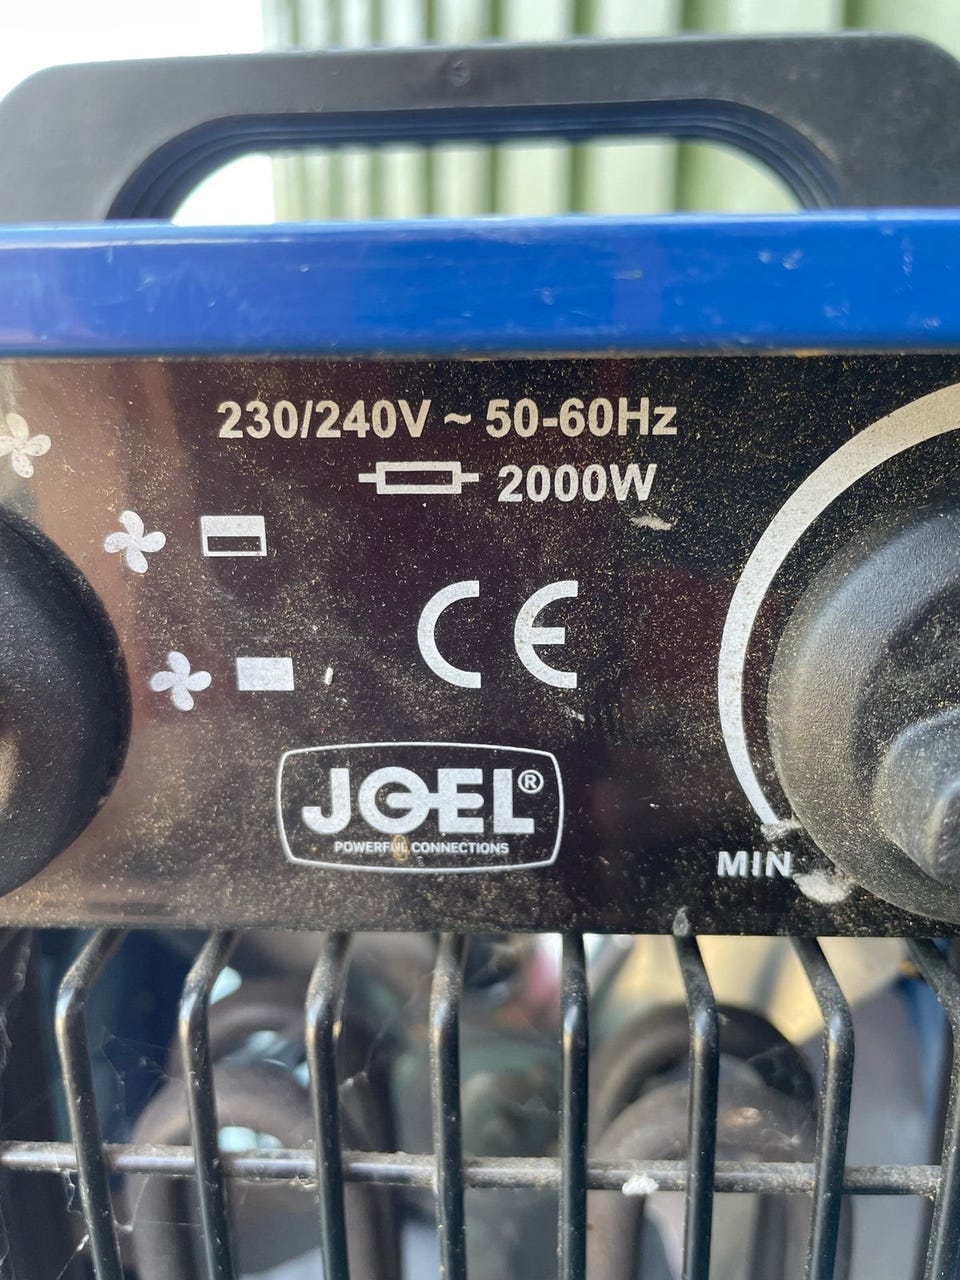 230/240V ~ 50-60Hz
2000W
CE
JOEL®
POWERFUL CONNECTIONS
MIN